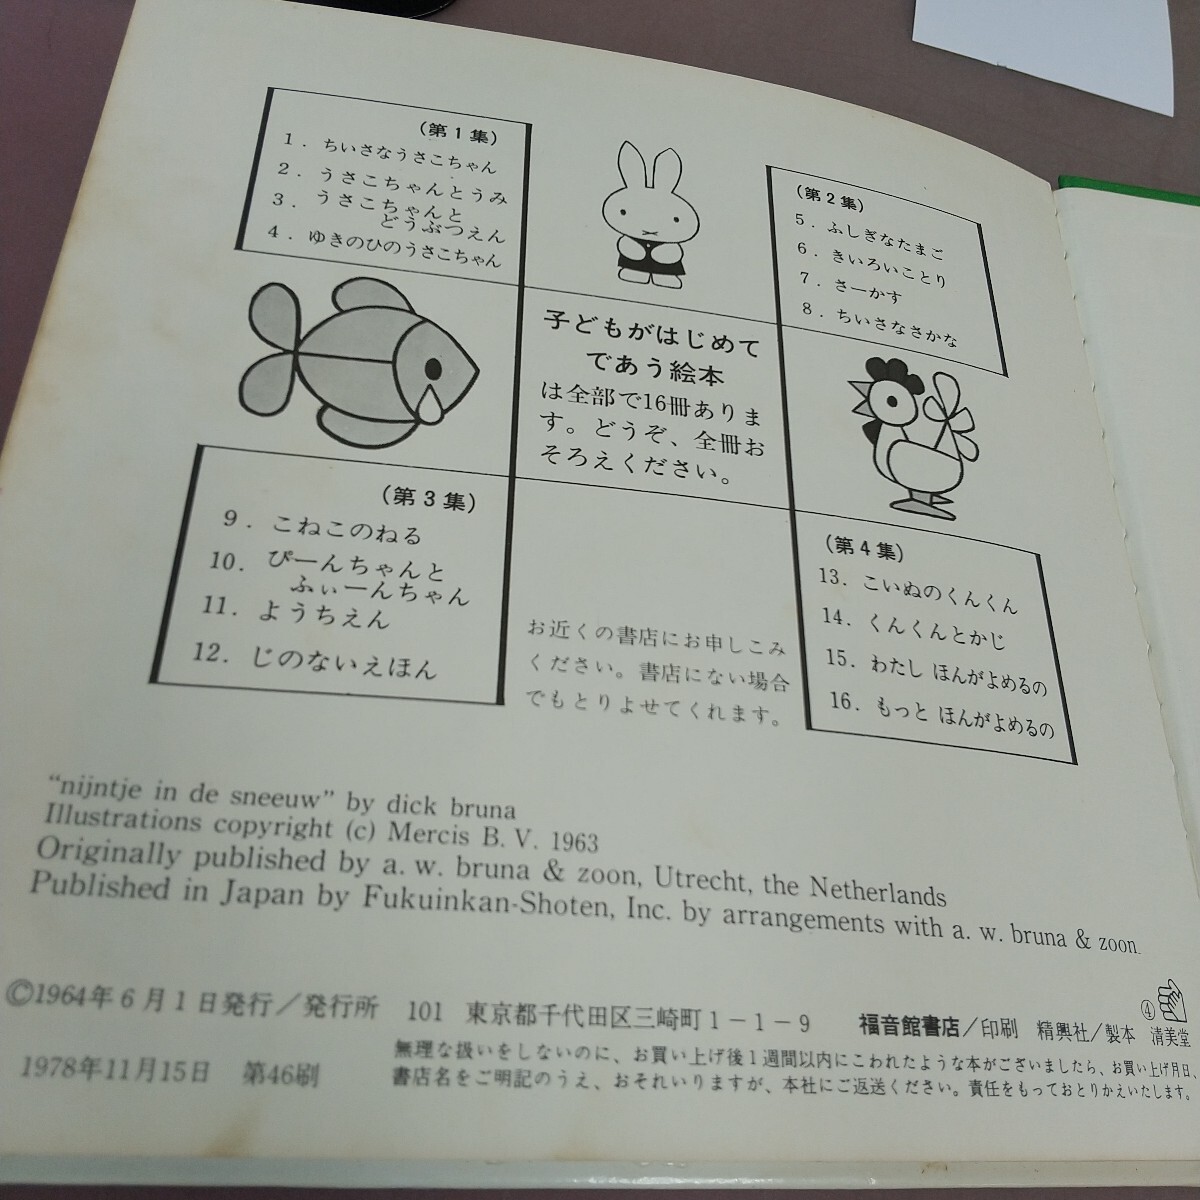 (第1集)
1. ちいさなうさこちゃん
2. うさこちゃんとうみ
3. うさこちゃんと
どうぶつえん
4. ゆきのひのうさこちゃん
(第2集)
5. ふしぎなたまご
6. きいろいことり
7. さーかす
8. ちいさなさかな
子どもがはじめて
であう絵本
は全部で16冊ありま
す。どうぞ、全冊お
そろえください。
(第3集)
9. こねこのねる
10. ぴーんちゃんと
ふぃーんちゃん
11. ようちえん
12. じのないえほん
(第4集)
13. こいぬのくんくん
14. くんくんとかじ
15. わたし ほんがよめるの
16. もっと ほんがよめるの
お近くの書店にお申しこみ
ください。書店にない場合
でもとりよせてくれます。
“nijntje in de sneeuw” by dick bruna
Illustrations copyright (c) Mercis B. V. 1963
Originally published by a. w. bruna & zoon, Utrecht, the Netherlands
Published in Japan by Fukuinkan-Shoten, Inc. by arrangements with a. w. bruna & zoon.
©1964年6月1日発行/発行所 101 東京都千代田区三崎町1-1-9 福音館書店/印刷 精興社/製本 清美堂
④
1978年11月15日 第46刷
無理な扱いをしないのに、お買い上げ後1週間以内にこわれたような本がございましたら、お買い上げ月日、
書店名をご明記のうえ、おそれいりますが、本社にご返送ください。責任をもっておとりかえいたします。